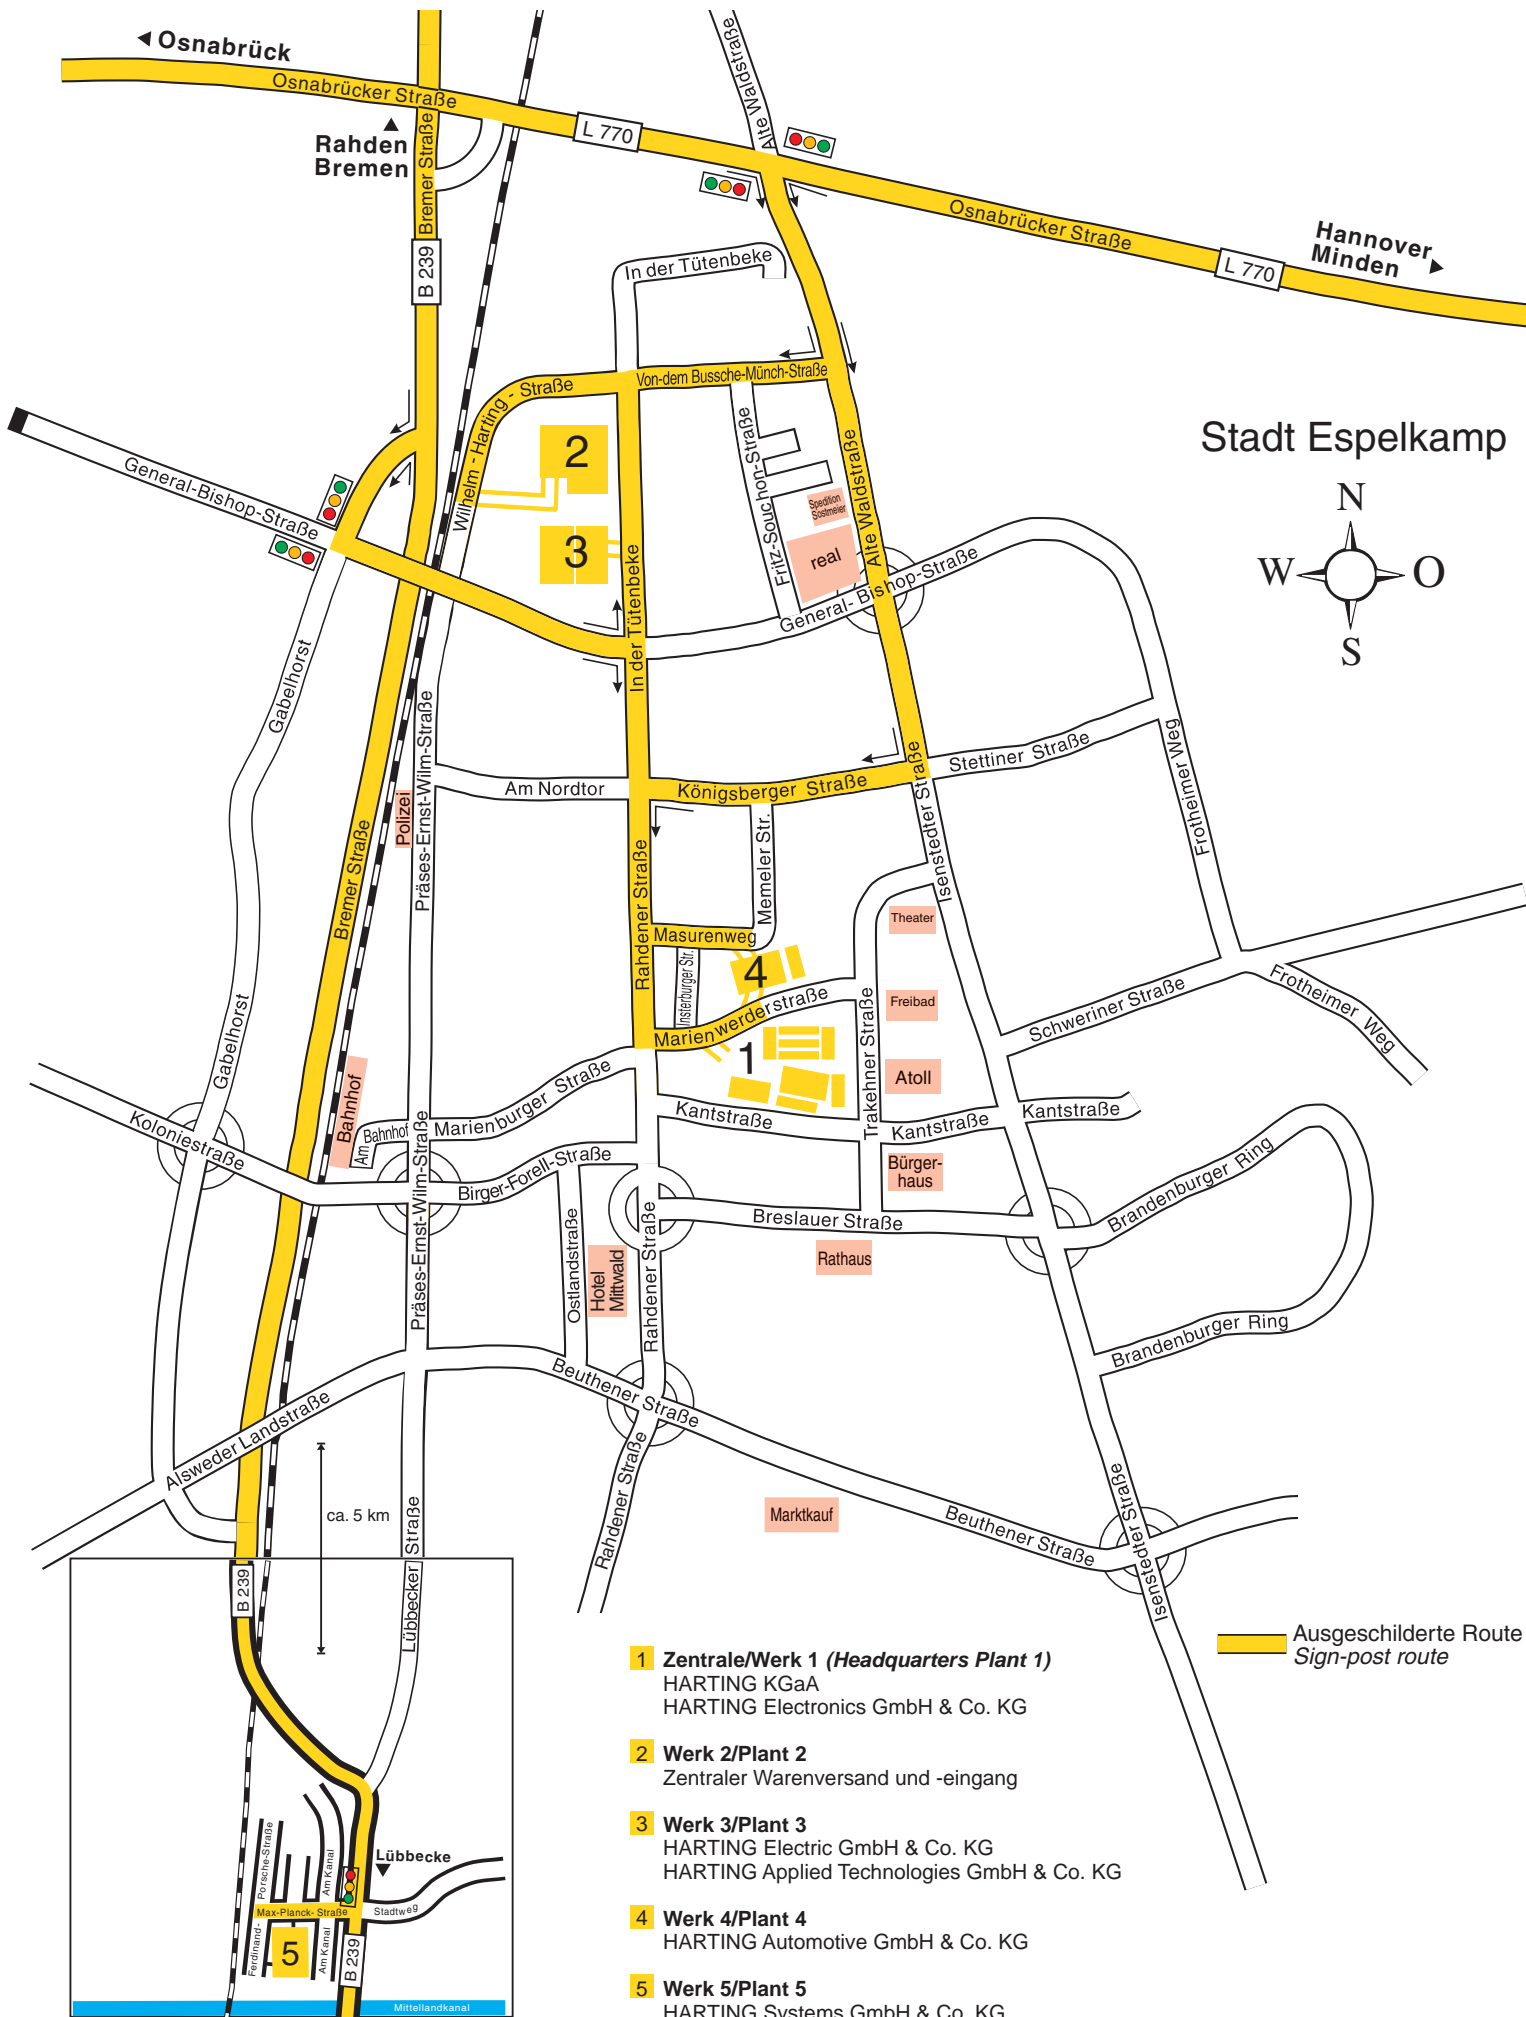 Osnabrück
Osnabrücker Straße
Rahden
Bremen
Bremer Straße
B 239
L 770
Alte Waldstraße
Osnabrücker Straße
L 770
Hannover
Minden
In der Tütenbeke
Von-dem Bussche-Münch-Straße
Wilhelm - Harting - Straße
General-Bishop-Straße
2
3
Fritz-Souchon-Straße
Spedition
Sostmeier
real
Alte Waldstraße
General- Bishop-Straße
Stadt Espelkamp
N
W
O
S
In der Tütenbeke
Gabelhorst
Präses-Ernst-Wilm-Straße
Polizei
Am Nordtor
Königsberger Straße
Stettiner Straße
Isenstedter Straße
Frotheimer Weg
Bremer Straße
Rahdener Straße
Memeler Str.
Masurenweg
Insterburger Str.
4
Marienwerderstraße
1
Theater
Freibad
Atoll
Trakehner Straße
Schweriner Straße
Frotheimer Weg
Gabelhorst
Koloniestraße
Bahnhof
Am Bahnhof
Marienburger Straße
Kantstraße
Kantstraße
Kantstraße
Bürger-
haus
Birger-Forell-Straße
Präses-Ernst-Wilm-Straße
Ostlandstraße
Hotel
Mittwald
Rahdener Straße
Breslauer Straße
Rathaus
Brandenburger Ring
Brandenburger Ring
Alsweder Landstraße
Beuthener Straße
Rahdener Straße
Marktkauf
Beuthener Straße
Isenstedter Straße
ca. 5 km
Lübbecker Straße
B 239
Lübbecke
Porsche-Straße
Ferdinand-
Am Kanal
Max-Planck- Straße
Stadtweg
Am Kanal
5
B 239
Mittellandkanal
Ausgeschilderte Route
Sign-post route
1 Zentrale/Werk 1 (Headquarters Plant 1)
HARTING KGaA
HARTING Electronics GmbH & Co. KG
2 Werk 2/Plant 2
Zentraler Warenversand und -eingang
3 Werk 3/Plant 3
HARTING Electric GmbH & Co. KG
HARTING Applied Technologies GmbH & Co. KG
4 Werk 4/Plant 4
HARTING Automotive GmbH & Co. KG
5 Werk 5/Plant 5
HARTING Systems GmbH & Co. KG